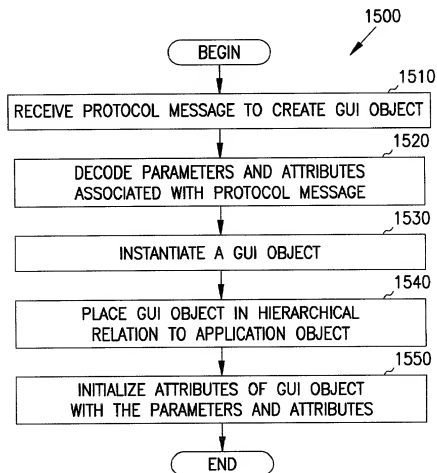 1500
BEGIN
1510
RECEIVE PROTOCOL MESSAGE TO CREATE GUI OBJECT
1520
DECODE PARAMETERS AND ATTRIBUTES
ASSOCIATED WITH PROTOCOL MESSAGE
1530
INSTANTIATE A GUI OBJECT
1540
PLACE GUI OBJECT IN HIERARCHICAL
RELATION TO APPLICATION OBJECT
1550
INITIALIZE ATTRIBUTES OF GUI OBJECT
WITH THE PARAMETERS AND ATTRIBUTES
END